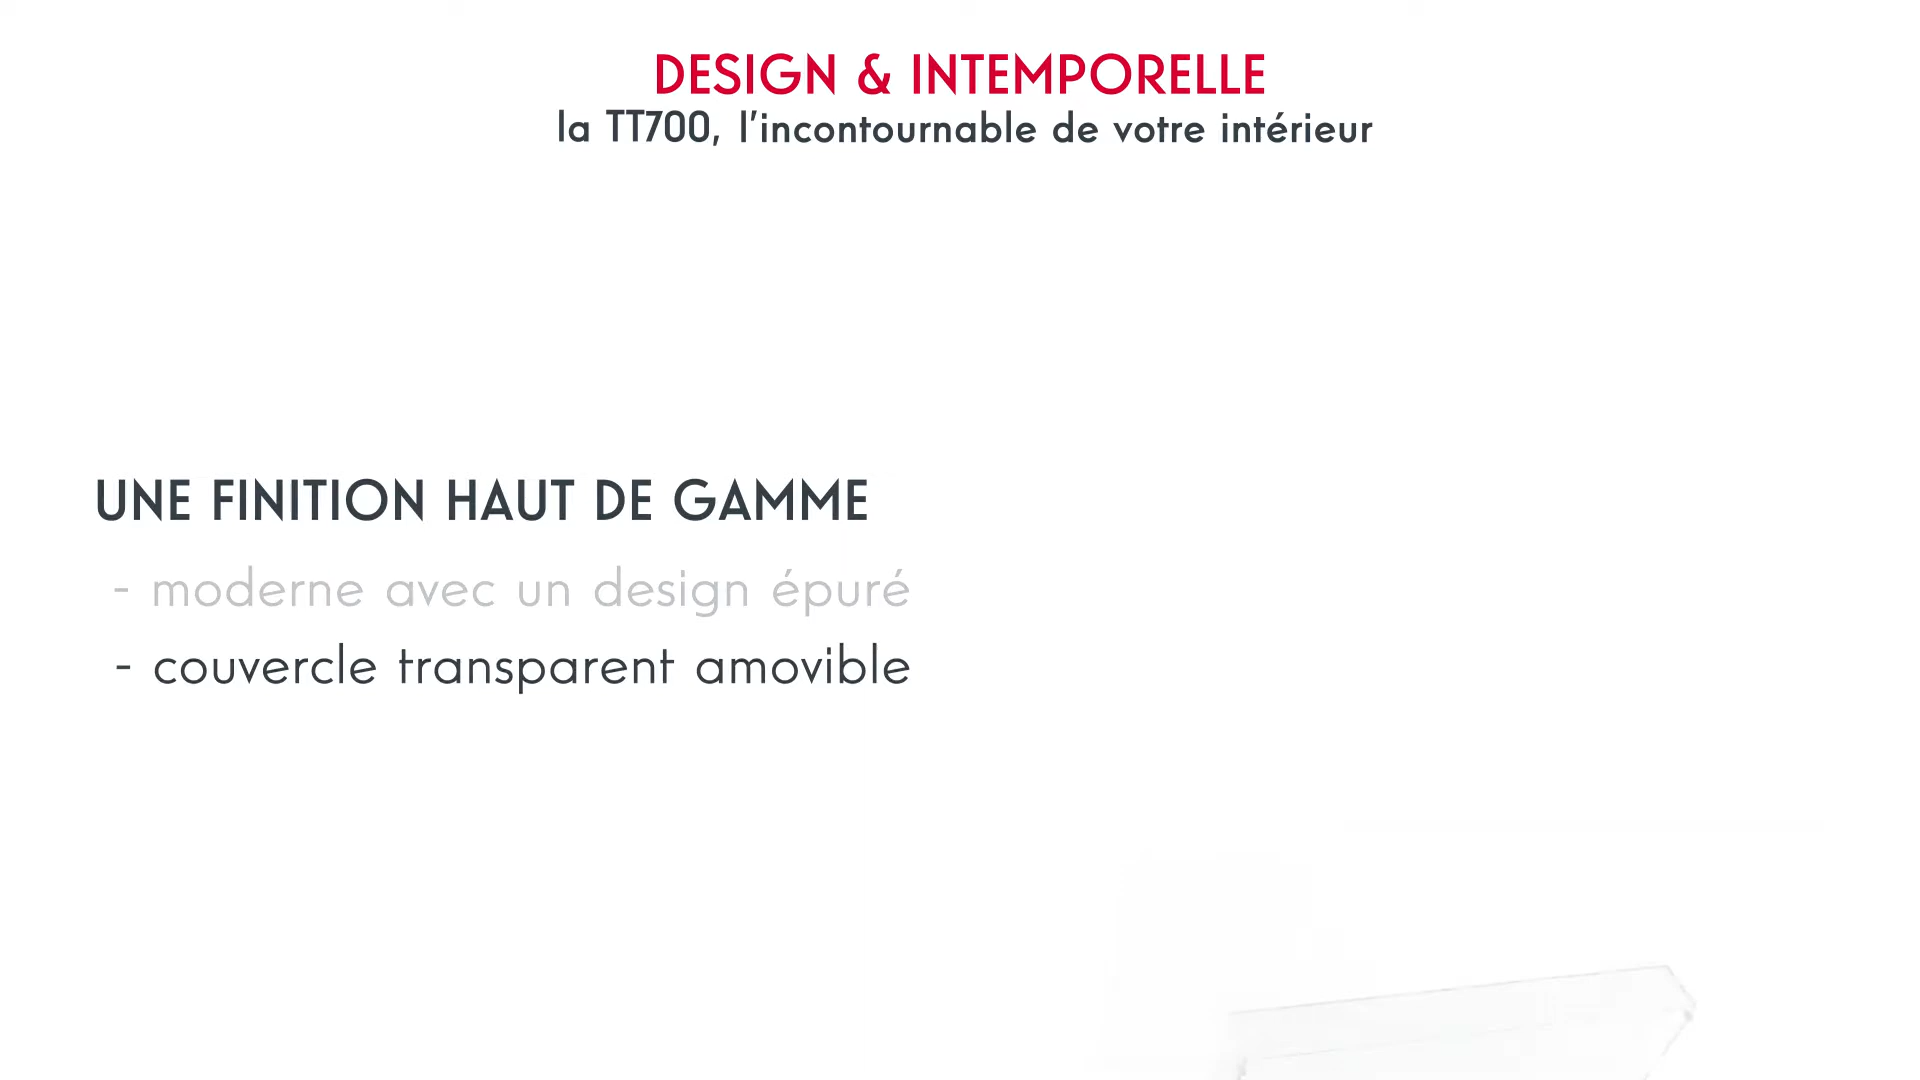 DESIGN & INTEMPORELLE
la TT700, l'incontournable de votre intérieur
UNE FINITION HAUT DE GAMME
- moderne avec un design épuré
- couvercle transparent amovible